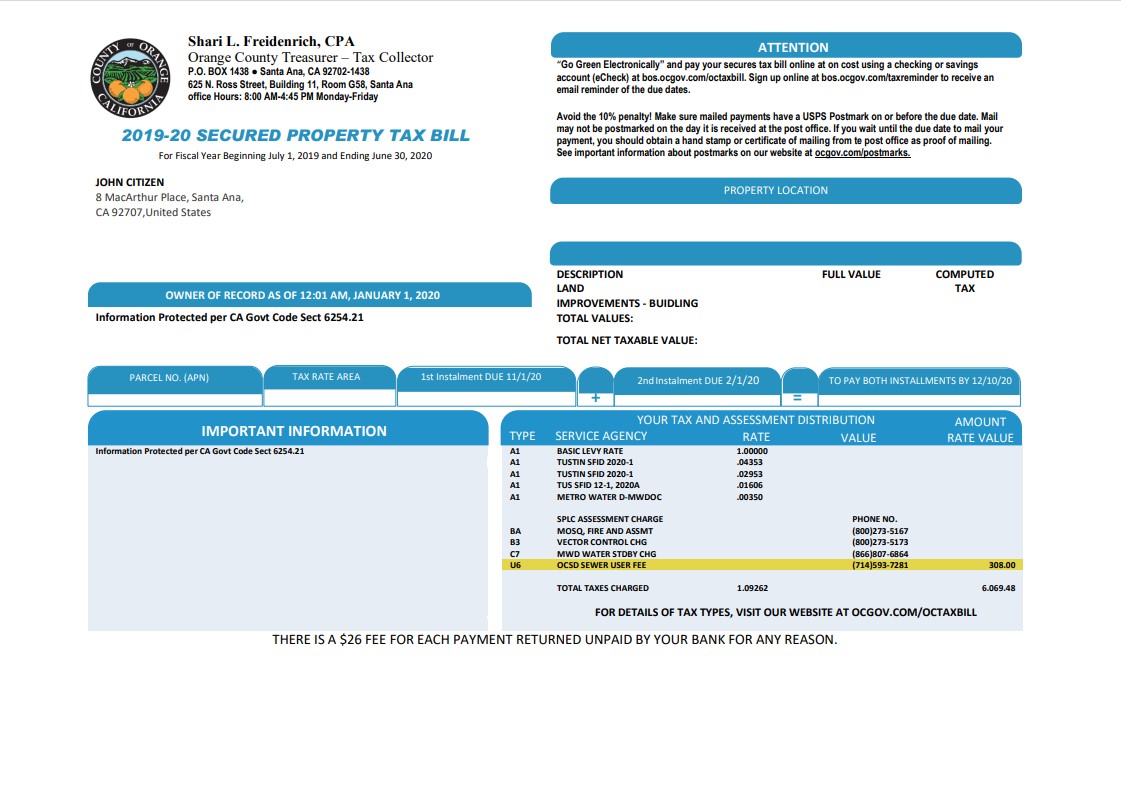 COUNTY OF ORANGE
CALIFORNIA
Shari L. Freidenrich, CPA
Orange County Treasurer – Tax Collector
P.O. BOX 1438 ● Santa Ana, CA 92702-1438
625 N. Ross Street, Building 11, Room G58, Santa Ana
office Hours: 8:00 AM-4:45 PM Monday-Friday
2019-20 SECURED PROPERTY TAX BILL
For Fiscal Year Beginning July 1, 2019 and Ending June 30, 2020
JOHN CITIZEN
8 MacArthur Place, Santa Ana,
CA 92707,United States
ATTENTION
“Go Green Electronically” and pay your secures tax bill online at on cost using a checking or savings
account (eCheck) at bos.ocgov.com/octaxbill. Sign up online at bos.ocgov.com/taxreminder to receive an
email reminder of the due dates.
Avoid the 10% penalty! Make sure mailed payments have a USPS Postmark on or before the due date. Mail
may not be postmarked on the day it is received at the post office. If you wait until the due date to mail your
payment, you should obtain a hand stamp or certificate of mailing from te post office as proof of mailing.
See important information about postmarks on our website at ocgov.com/postmarks.
PROPERTY LOCATION
OWNER OF RECORD AS OF 12:01 AM, JANUARY 1, 2020
Information Protected per CA Govt Code Sect 6254.21
DESCRIPTION FULL VALUE COMPUTED
LAND TAX
IMPROVEMENTS - BUIDLING
TOTAL VALUES:
TOTAL NET TAXABLE VALUE:
PARCEL NO. (APN) TAX RATE AREA 1st Instalment DUE 11/1/20 2nd Instalment DUE 2/1/20 TO PAY BOTH INSTALLMENTS BY 12/10/20
+ =
IMPORTANT INFORMATION
Information Protected per CA Govt Code Sect 6254.21
YOUR TAX AND ASSESSMENT DISTRIBUTION AMOUNT
TYPE SERVICE AGENCY RATE VALUE RATE VALUE
A1 BASIC LEVY RATE 1.00000
A1 TUSTIN SFID 2020-1 .04353
A1 TUSTIN SFID 2020-1 .02953
A1 TUS SFID 12-1, 2020A .01606
A1 METRO WATER D-MWDOC .00350
SPLC ASSESSMENT CHARGE PHONE NO.
BA MOSQ, FIRE AND ASSMT (800)273-5167
B3 VECTOR CONTROL CHG (800)273-5173
C7 MWD WATER STDBY CHG (866)807-6864
U6 OCSD SEWER USER FEE (714)593-7281 308.00
TOTAL TAXES CHARGED 1.09262 6.069.48
FOR DETAILS OF TAX TYPES, VISIT OUR WEBSITE AT OCGOV.COM/OCTAXBILL
THERE IS A $26 FEE FOR EACH PAYMENT RETURNED UNPAID BY YOUR BANK FOR ANY REASON.